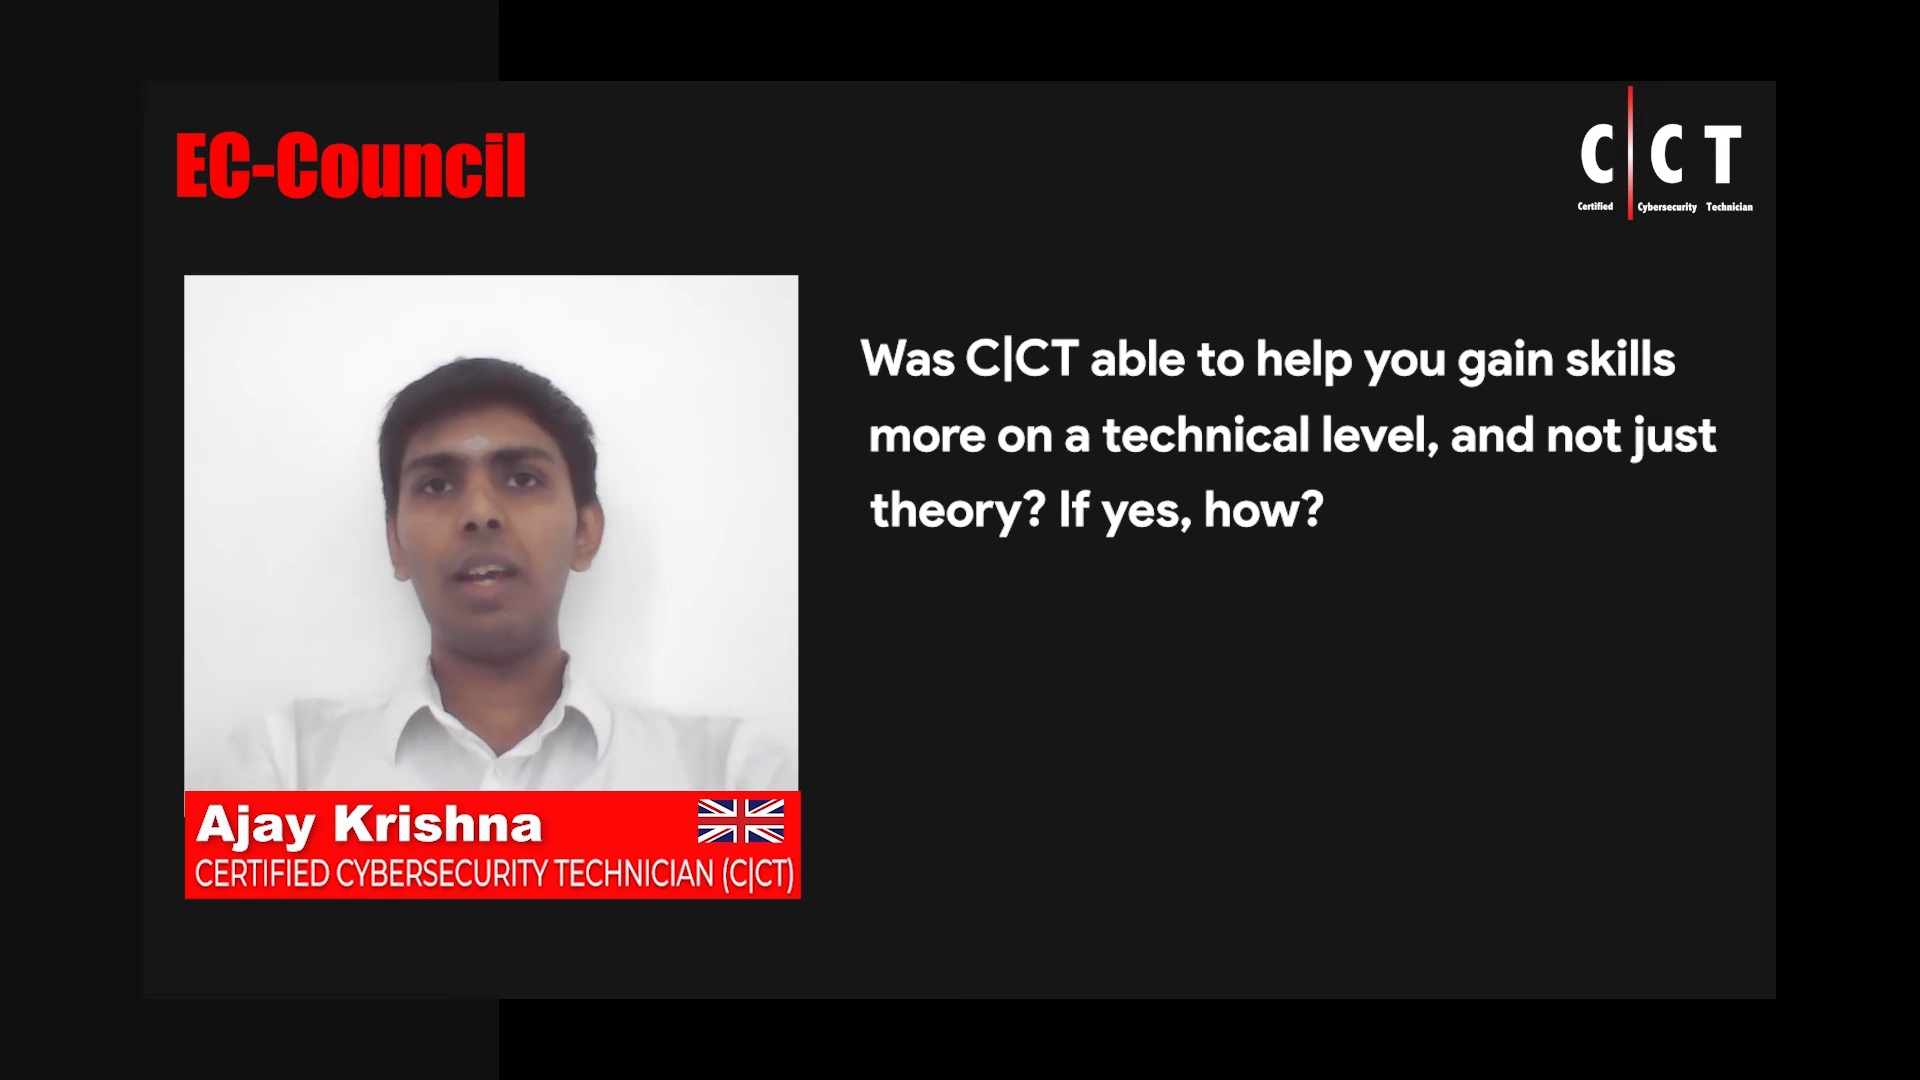 EC-Council
C|CT
Certified Cybersecurity Technician
Was C|CT able to help you gain skills
more on a technical level, and not just
theory? If yes, how?
Ajay Krishna
CERTIFIED CYBERSECURITY TECHNICIAN (C|CT)